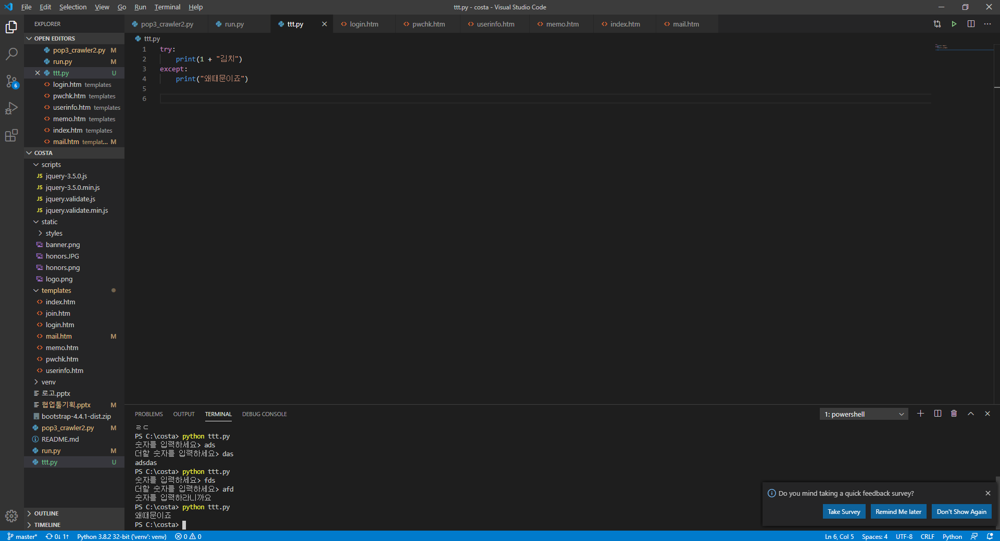 File Edit Selection View Go Run Terminal Help
ttt.py - costa - Visual Studio Code
EXPLORER
OPEN EDITORS
pop3_crawler2.py M
run.py M
ttt.py U
login.htm templates
pwchk.htm templates
userinfo.htm templates
memo.htm templates
index.htm templates
mail.htm templat... M
COSTA
scripts
JS jquery-3.5.0.js
JS jquery-3.5.0.min.js
JS jquery.validate.js
JS jquery.validate.min.js
static
styles
banner.png
honors.JPG
honors.png
logo.png
templates
index.htm
join.htm
login.htm
mail.htm M
memo.htm
pwchk.htm
userinfo.htm
venv
로고.pptx
협업툴기획.pptx M
bootstrap-4.4.1-dist.zip
pop3_crawler2.py M
README.md
run.py M
ttt.py U
OUTLINE
TIMELINE
6
pop3_crawler2.py run.py ttt.py login.htm pwchk.htm userinfo.htm memo.htm index.htm mail.htm
ttt.py
1 try:
2 print(1 + "김치")
3 except:
4 print("왜때문이죠")
5
6
PROBLEMS OUTPUT TERMINAL DEBUG CONSOLE
1: powershell
ㄹㄷ
PS C:\costa> python ttt.py
숫자를 입력하세요> ads
더할 숫자를 입력하세요> das
adsdas
PS C:\costa> python ttt.py
숫자를 입력하세요> fds
더할 숫자를 입력하세요> afd
숫자를 입력하라니까요
PS C:\costa> python ttt.py
왜때문이죠
PS C:\costa>
Do you mind taking a quick feedback survey?
Take Survey Remind Me later Don't Show Again
master* 0↓ 1↑ Python 3.8.2 32-bit ('venv': venv) 0 0
Ln 6, Col 5 Spaces: 4 UTF-8 CRLF Python